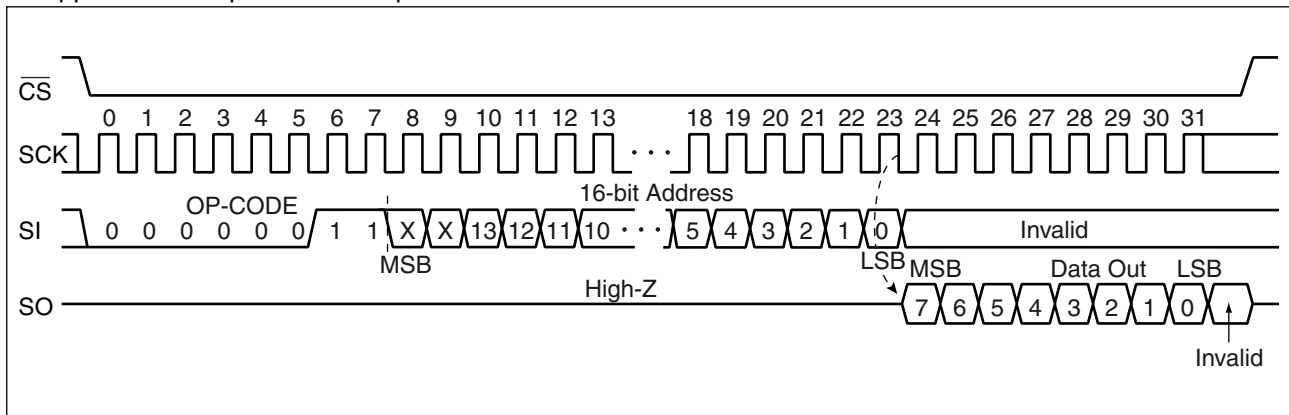 CS
0 1 2 3 4 5 6 7 8 9 10 11 12 13 18 19 20 21 22 23 24 25 26 27 28 29 30 31
SCK
· · ·
16-bit Address
OP-CODE
SI 0 0 0 0 0 0 1 1 X X 13 12 11 10 · · · 5 4 3 2 1 0 Invalid
MSB LSB MSB Data Out LSB
High-Z
SO 7 6 5 4 3 2 1 0
Invalid